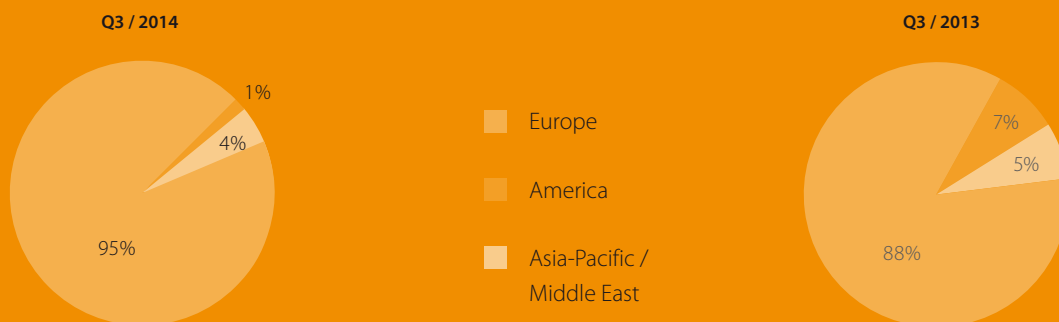 Q3 / 2014
1%
4%
95%
Europe
America
Asia-Pacific /
Middle East
Q3 / 2013
7%
5%
88%